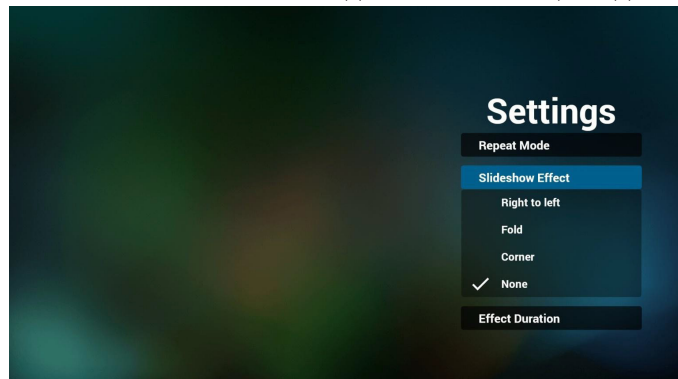 Settings
Repeat Mode
Slideshow Effect
Right to left
Fold
Corner
None
Effect Duration